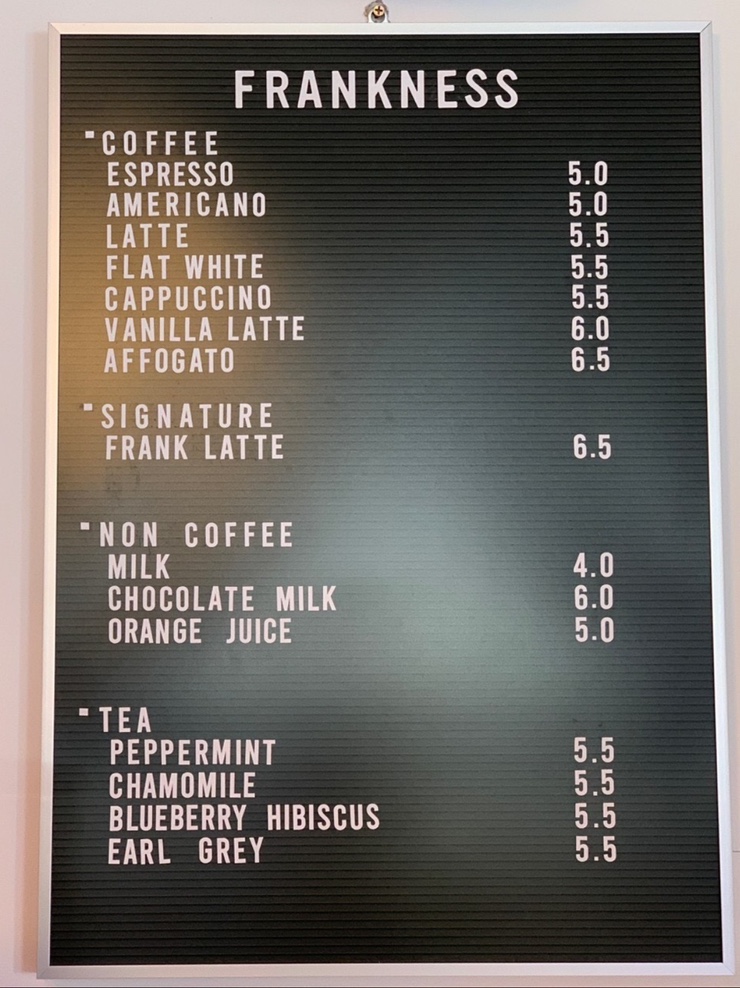 FRANKNESS
COFFEE
ESPRESSO 5.0
AMERICANO 5.0
LATTE 5.5
FLAT WHITE 5.5
CAPPUCCINO 5.5
VANILLA LATTE 6.0
AFFOGATO 6.5
SIGNATURE
FRANK LATTE 6.5
NON COFFEE
MILK 4.0
CHOCOLATE MILK 6.0
ORANGE JUICE 5.0
TEA
PEPPERMINT 5.5
CHAMOMILE 5.5
BLUEBERRY HIBISCUS 5.5
EARL GREY 5.5